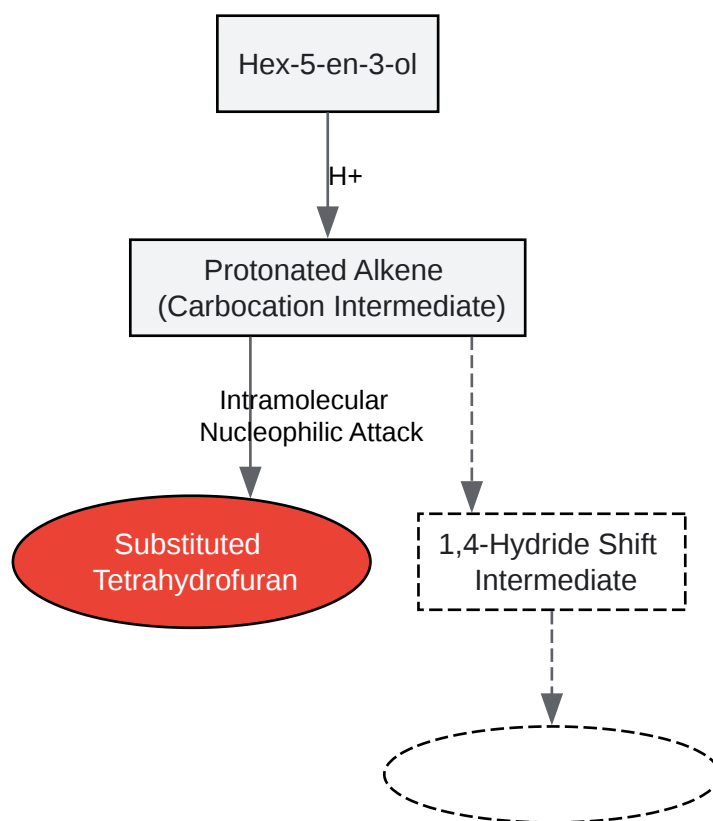 Hex-5-en-3-ol
H+
Protonated Alkene
(Carbocation Intermediate)
Intramolecular
Nucleophilic Attack
Substituted
Tetrahydrofuran
1,4-Hydride Shift
Intermediate